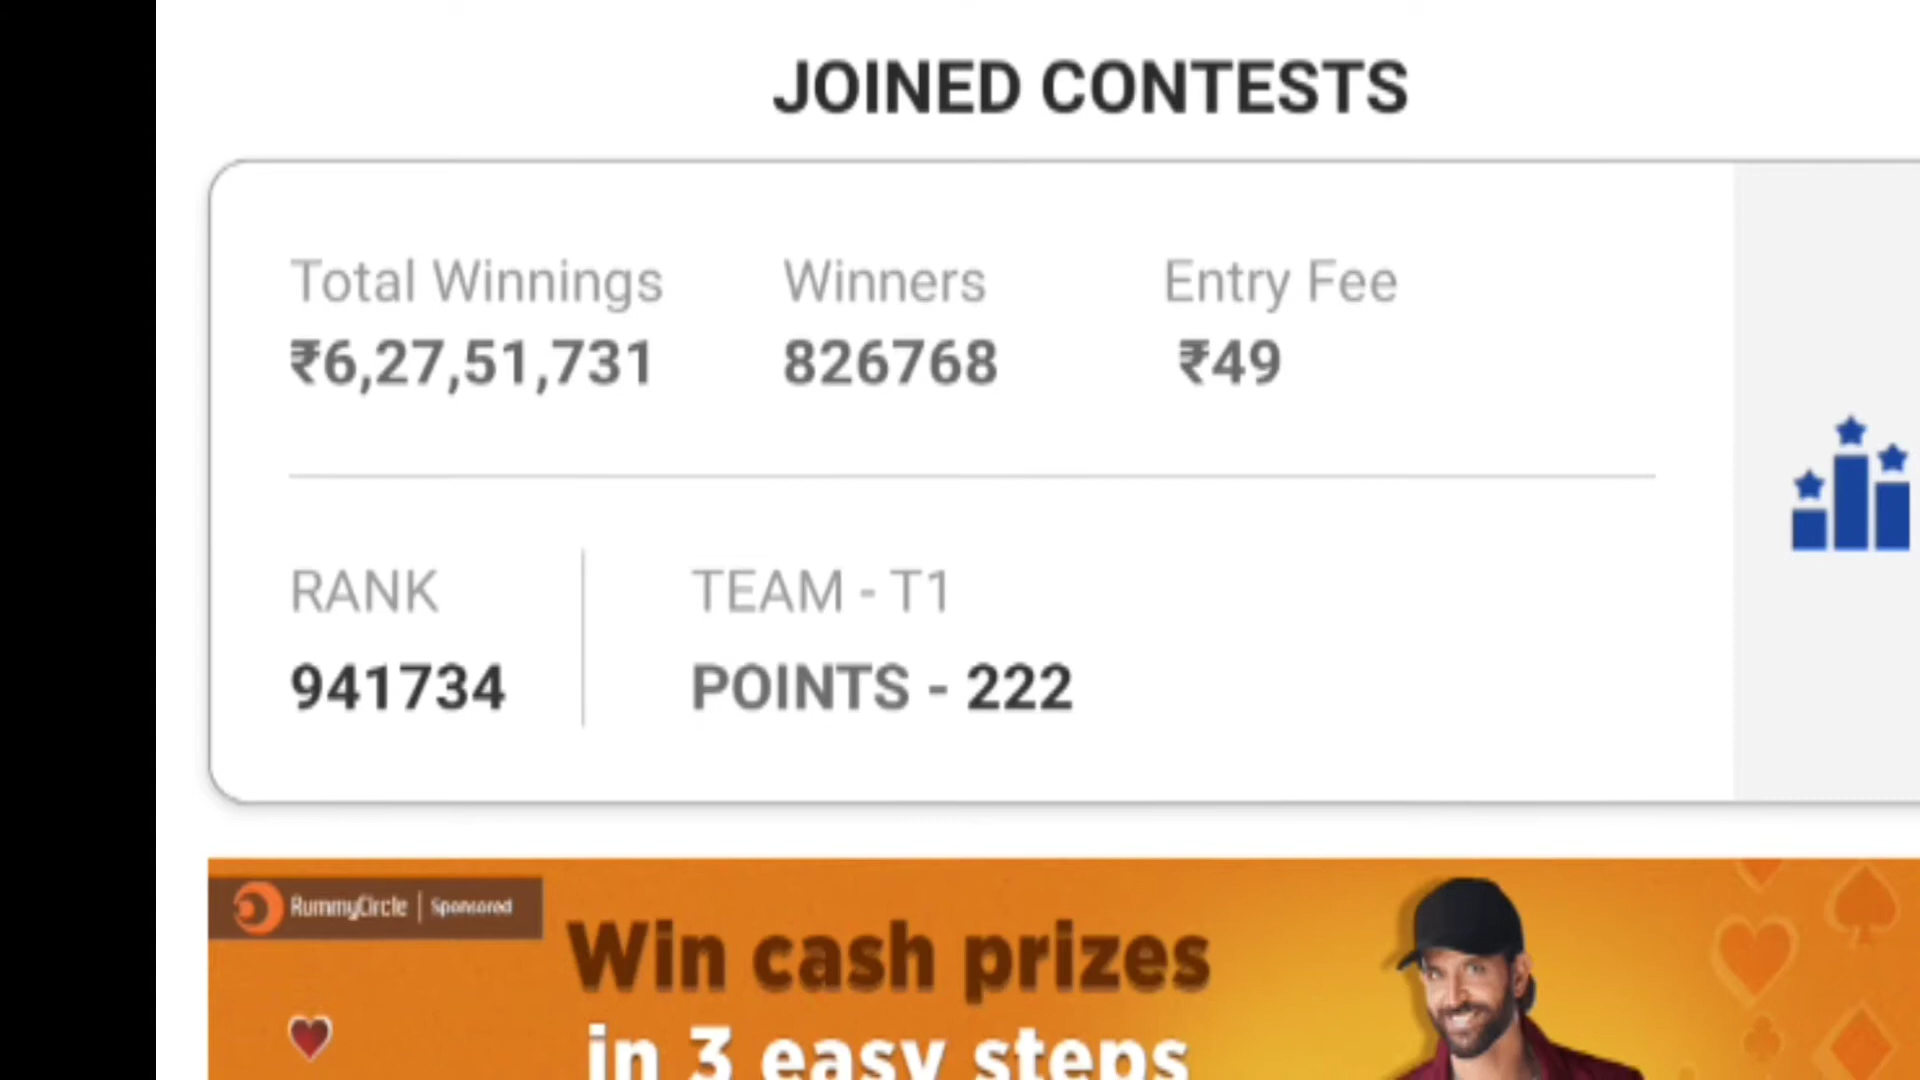 JOINED CONTESTS
Total Winnings Winners Entry Fee
₹6,27,51,731 826768 ₹49
RANK TEAM - T1
941734 POINTS - 222
RummyCircle | Sponsored
Win cash prizes
in 3 easy steps